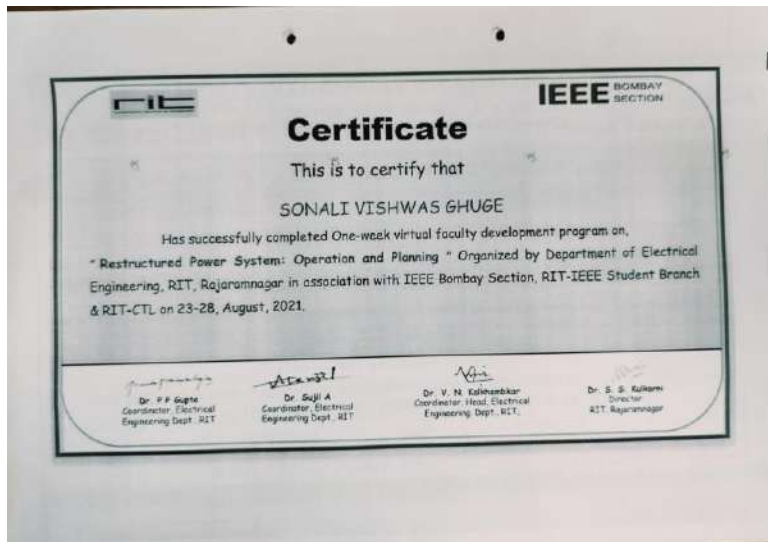 rit
IEEE BOMBAY SECTION
Certificate
This is to certify that
SONALI VISHWAS GHUGE
Has successfully completed One-week virtual faculty development program on,
" Restructured Power System: Operation and Planning " Organized by Department of Electrical
Engineering, RIT, Rajaramnagar in association with IEEE Bombay Section, RIT-IEEE Student Branch
& RIT-CTL on 23-28, August, 2021.
Dr. P P Gupte
Coordinator, Electrical
Engineering Dept., RIT
Dr. Sujil A
Coordinator, Electrical
Engineering Dept., RIT
Dr. V. N. Kalkhambkar
Coordinator, Head, Electrical
Engineering, Dept., RIT,
Dr. S. S. Kulkarni
Director
RIT, Rajaramnagar